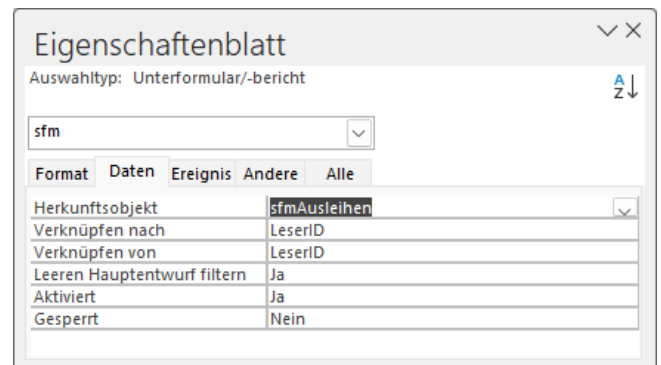 Eigenschaftenblatt
Auswahltyp: Unterformular/-bericht
sfm
Format Daten Ereignis Andere Alle
Herkunftsobjekt sfmAusleihen
Verknüpfen nach LeserID
Verknüpfen von LeserID
Leeren Hauptentwurf filtern Ja
Aktiviert Ja
Gesperrt Nein